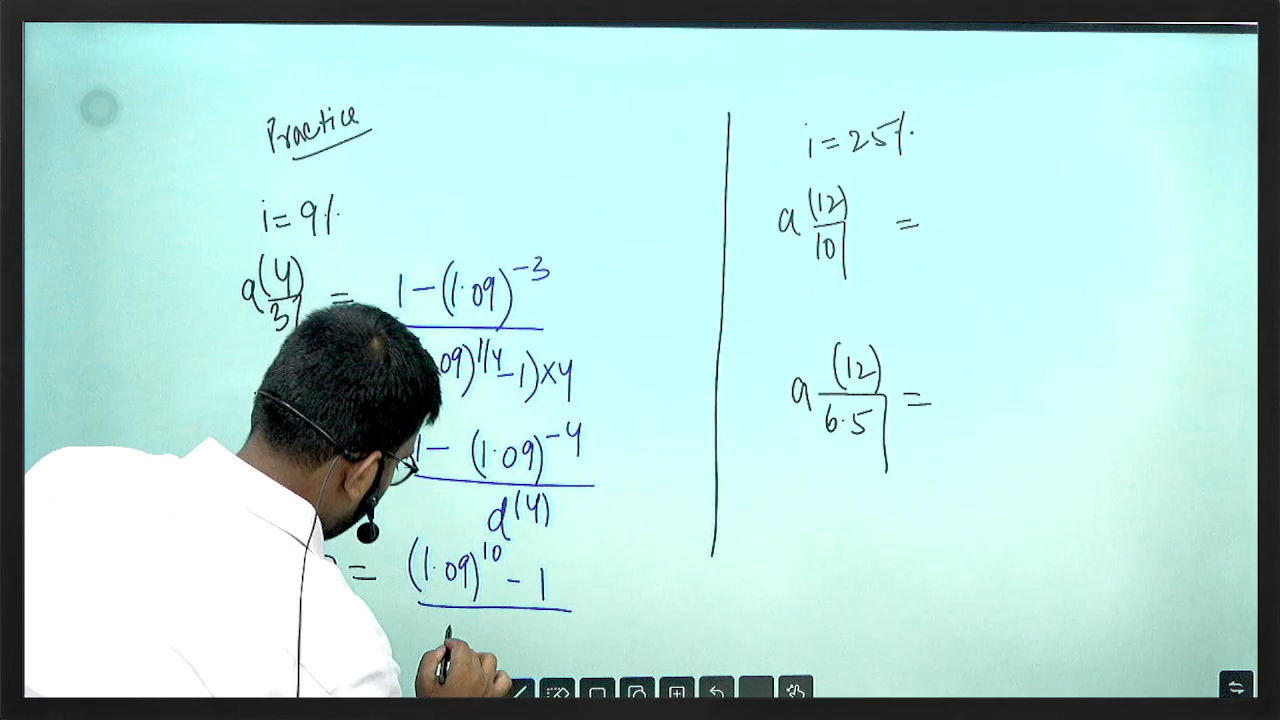 Practice
i = 9%
a(4)
3
= 1 - (1.09)^-3
09)^1/4 - 1) × 4
1 - (1.09)^-4
d(4)
= (1.09)^10 - 1
i = 25%
a(12)
10
=
a(12)
6.5
=